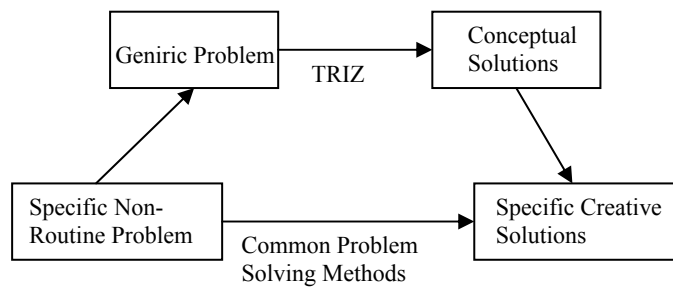 Geniric Problem
TRIZ
Conceptual
Solutions
Specific Non-
Routine Problem
Common Problem
Solving Methods
Specific Creative
Solutions